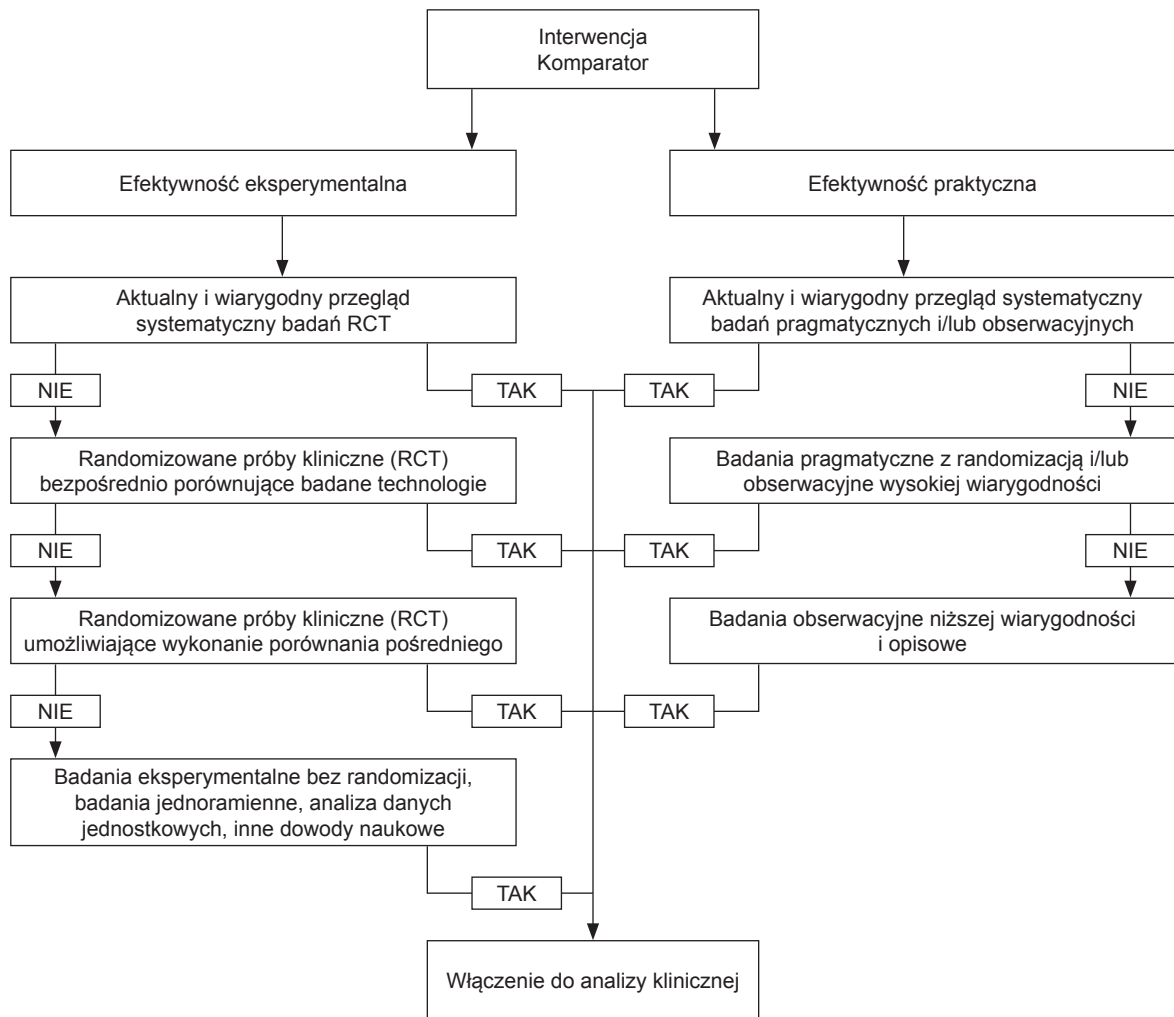 Interwencja
Komparator
Efektywność eksperymentalna
Efektywność praktyczna
Aktualny i wiarygodny przegląd
systematyczny badań RCT
Aktualny i wiarygodny przegląd systematyczny
badań pragmatycznych i/lub obserwacyjnych
NIE
TAK
TAK
NIE
Randomizowane próby kliniczne (RCT)
bezpośrednio porównujące badane technologie
Badania pragmatyczne z randomizacją i/lub
obserwacyjne wysokiej wiarygodności
NIE
TAK
TAK
NIE
Randomizowane próby kliniczne (RCT)
umożliwiające wykonanie porównania pośredniego
Badania obserwacyjne niższej wiarygodności
i opisowe
NIE
TAK
TAK
Badania eksperymentalne bez randomizacji,
badania jednoramienne, analiza danych
jednostkowych, inne dowody naukowe
TAK
Włączenie do analizy klinicznej